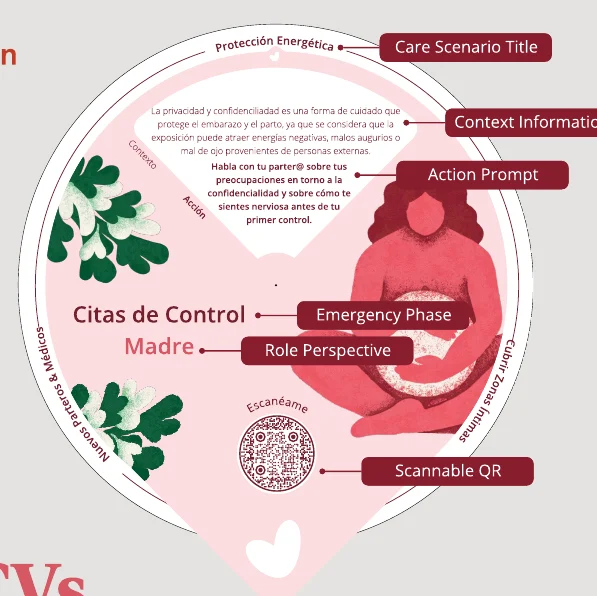 n
Protección Energética
Care Scenario Title
La privacidad y confidenciliadad es una forma de cuidado que
protege el embarazo y el parto, ya que se considera que la
exposición puede atraer energías negativas, malos augurios o
mal de ojo provenientes de personas externas.
Context Informatio
Contexto
Habla con tu parter@ sobre tus
preocupaciones en torno a la
confidencialidad y sobre cómo te
sientes nerviosa antes de tu
primer control.
Action Prompt
Acción
Citas de Control
Emergency Phase
Madre
Role Perspective
Nuevos Parteros & Médicos
Cubrir Zonas Íntimas
Escanéame
Scannable QR
CVs